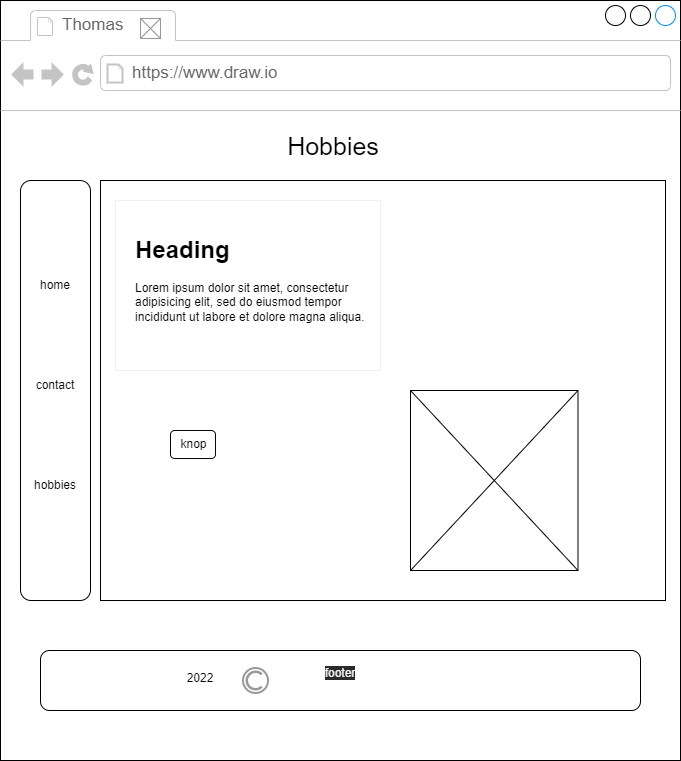 Thomas
https://www.draw.io
Hobbies
home
contact
hobbies
Heading
Lorem ipsum dolor sit amet, consectetur
adipisicing elit, sed do eiusmod tempor
incididunt ut labore et dolore magna aliqua.
knop
2022 © footer